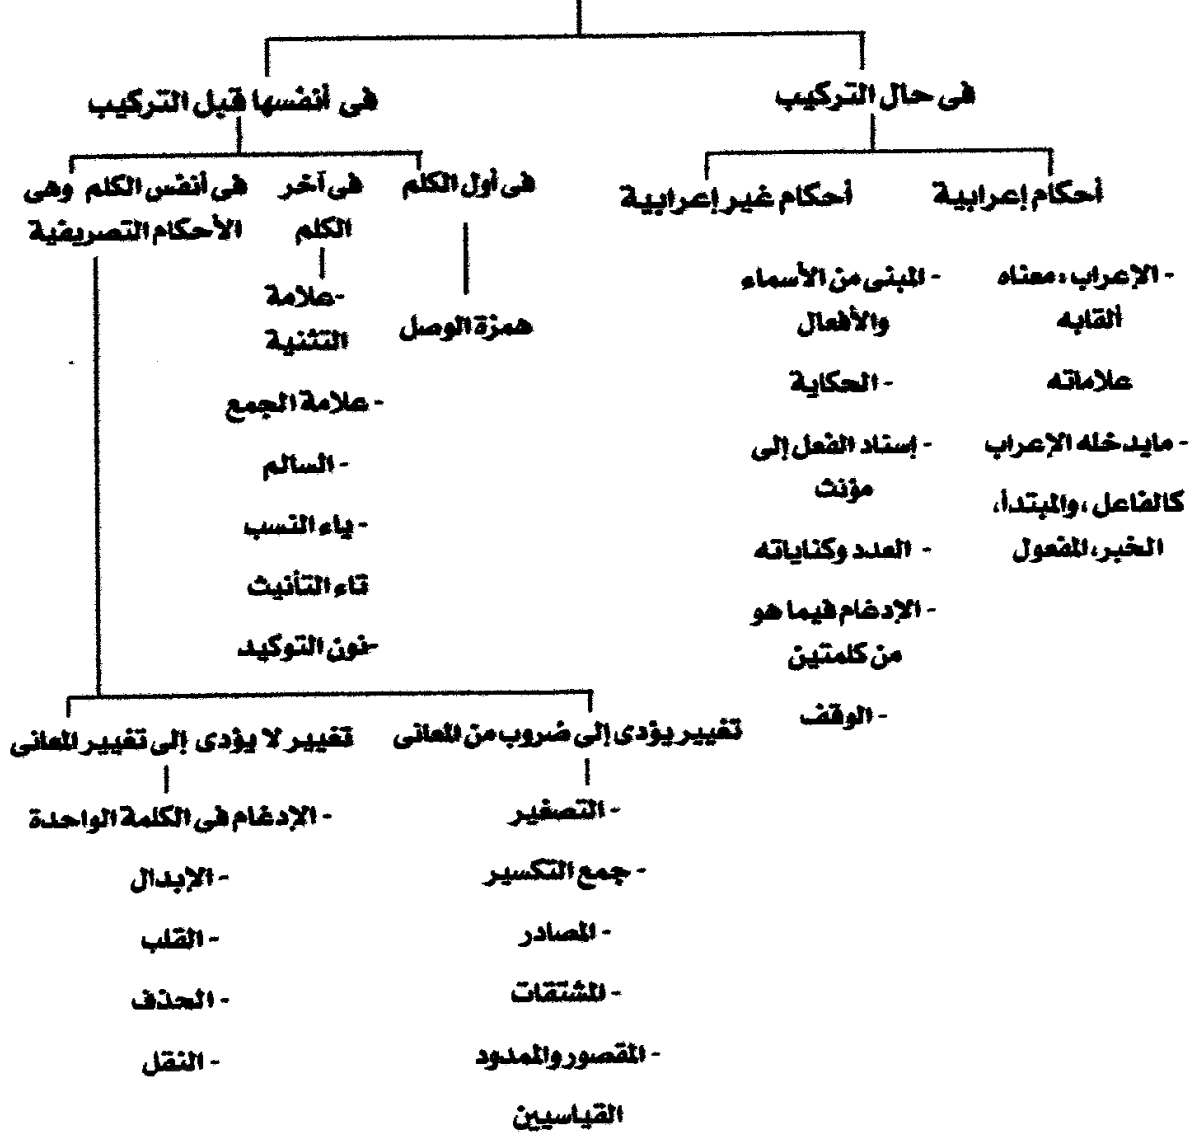 فى حال التركيب
فى أنفسها قبل التركيب
أحكام إعرابية
أحكام غير إعرابية
فى أول الكلم
فى آخر
الكلم
فى أنفس الكلم وهى
الأحكام التصريفية
- الإعراب، معناه
ألقابه
علاماته
- مايدخله الإعراب
كالفاعل، والمبتدأ،
الخبر، المفعول
- المبنى من الأسماء
والأفعال
- الحكاية
- إسناد الفعل إلى
مؤنث
- العدد وكناياته
- الإدغام فيما هو
من كلمتين
- الوقف
همزة الوصل
-علامة
التثنية
- علامة الجمع
- السالم
- ياء النسب
تاء التأنيث
-نون التوكيد
تغيير يؤدى إلى ضروب من المعانى
تغيير لا يؤدى إلى تغيير المعانى
- التصغير
- جمع التكسير
- المصادر
- المشتقات
- المقصور والممدود
القياسيين
- الإدغام فى الكلمة الواحدة
- الإبدال
- القلب
- الحذف
- النقل